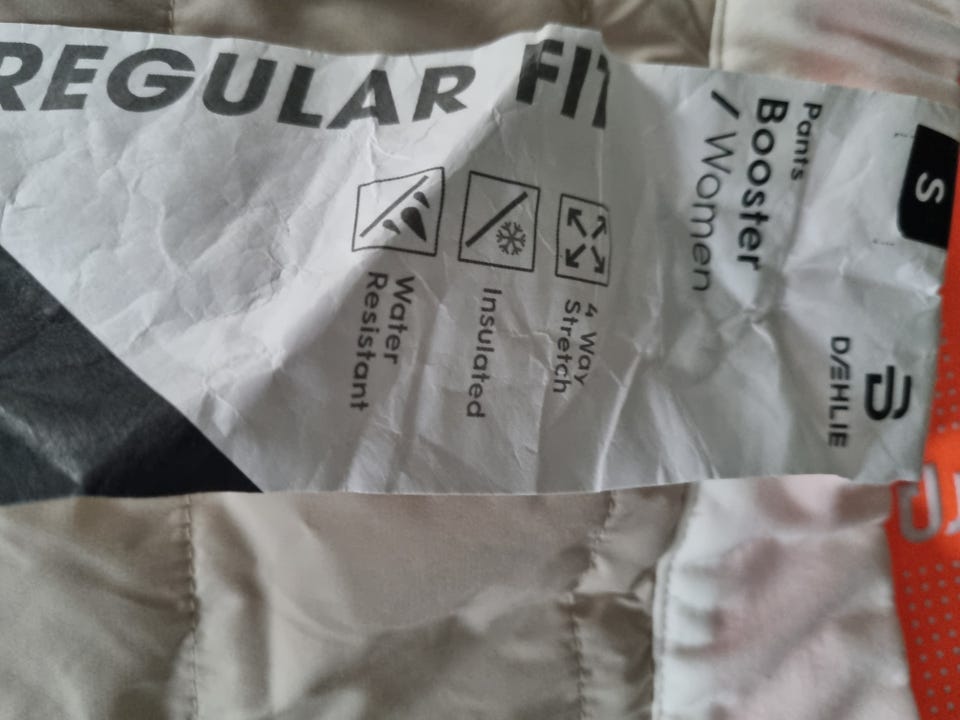 S
DÆHLIE
Pants
Booster
/ Women
4 Way
Stretch
Insulated
Water
Resistant
REGULAR FIT